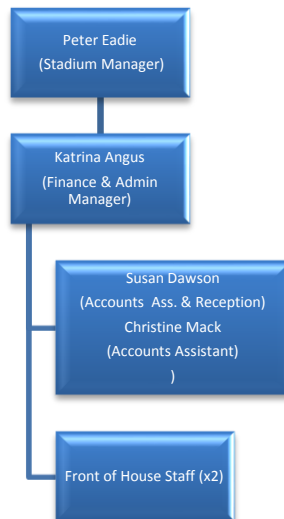 Peter Eadie
(Stadium Manager)
Katrina Angus
(Finance & Admin
Manager)
Susan Dawson
(Accounts  Ass. & Reception)
Christine Mack
(Accounts Assistant)
)
Front of House Staff (x2)